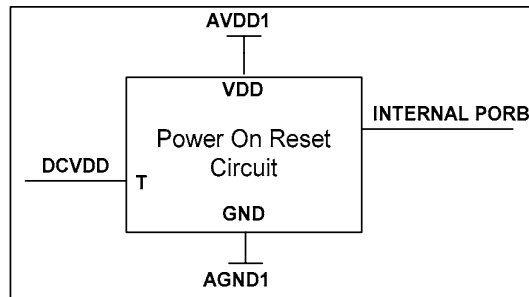 AVDD1
VDD
INTERNAL PORB
Power On Reset
Circuit
DCVDD
T
GND
AGND1